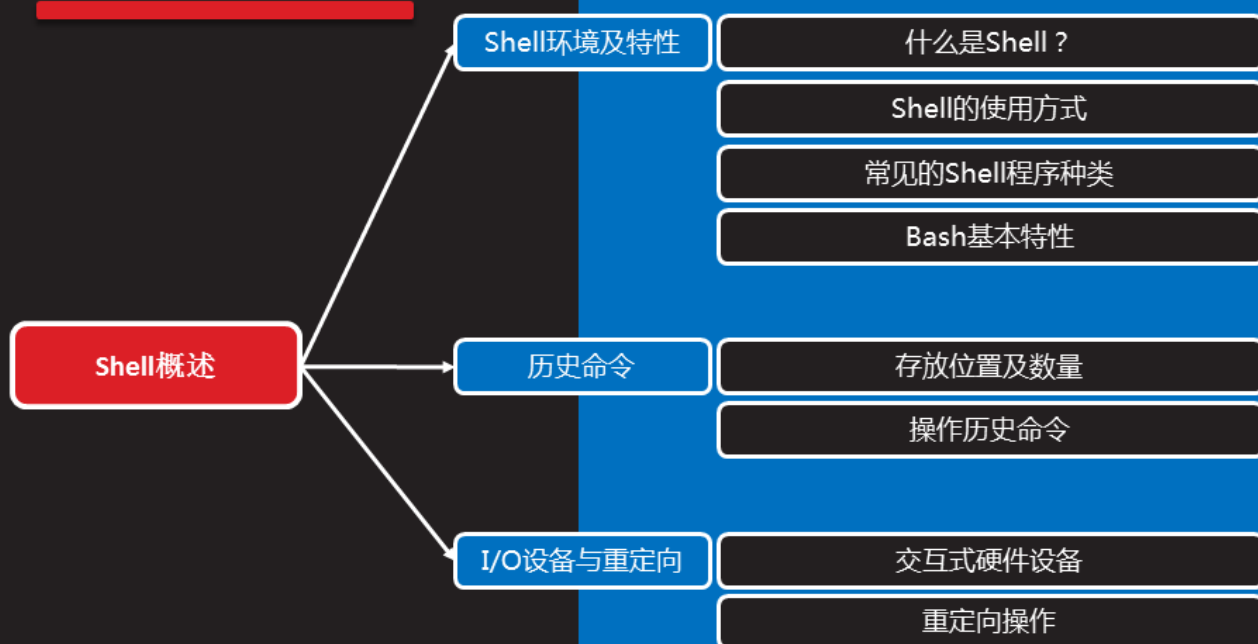 Shell概述
Shell环境及特性
什么是Shell？
Shell的使用方式
常见的Shell程序种类
Bash基本特性
历史命令
存放位置及数量
操作历史命令
I/O设备与重定向
交互式硬件设备
重定向操作